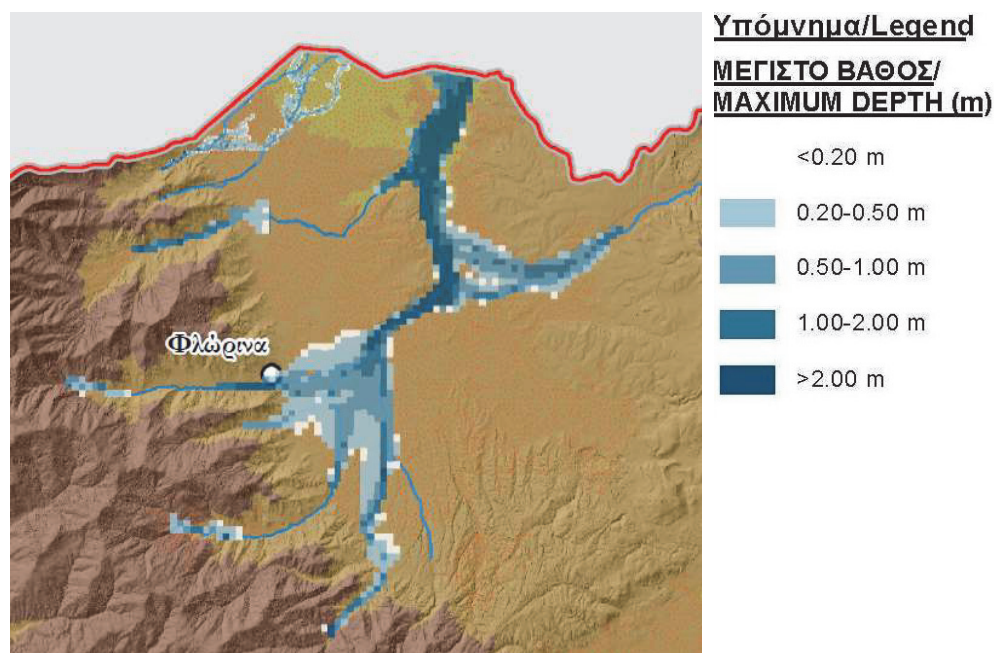 Υπόμνημα/Legend
ΜΕΓΙΣΤΟ ΒΑΘΟΣ/
MAXIMUM DEPTH (m)
<0.20 m
0.20-0.50 m
0.50-1.00 m
1.00-2.00 m
>2.00 m
Φλώρινα